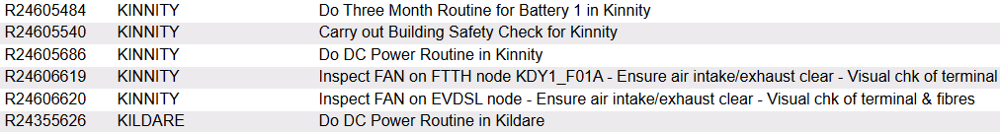 R24605484 KINNITY Do Three Month Routine for Battery 1 in Kinnity
R24605540 KINNITY Carry out Building Safety Check for Kinnity
R24605686 KINNITY Do DC Power Routine in Kinnity
R24606619 KINNITY Inspect FAN on FTTH node KDY1_F01A - Ensure air intake/exhaust clear - Visual chk of terminal
R24606620 KINNITY Inspect FAN on EVDSL node - Ensure air intake/exhaust clear - Visual chk of terminal & fibres
R24355626 KILDARE Do DC Power Routine in Kildare